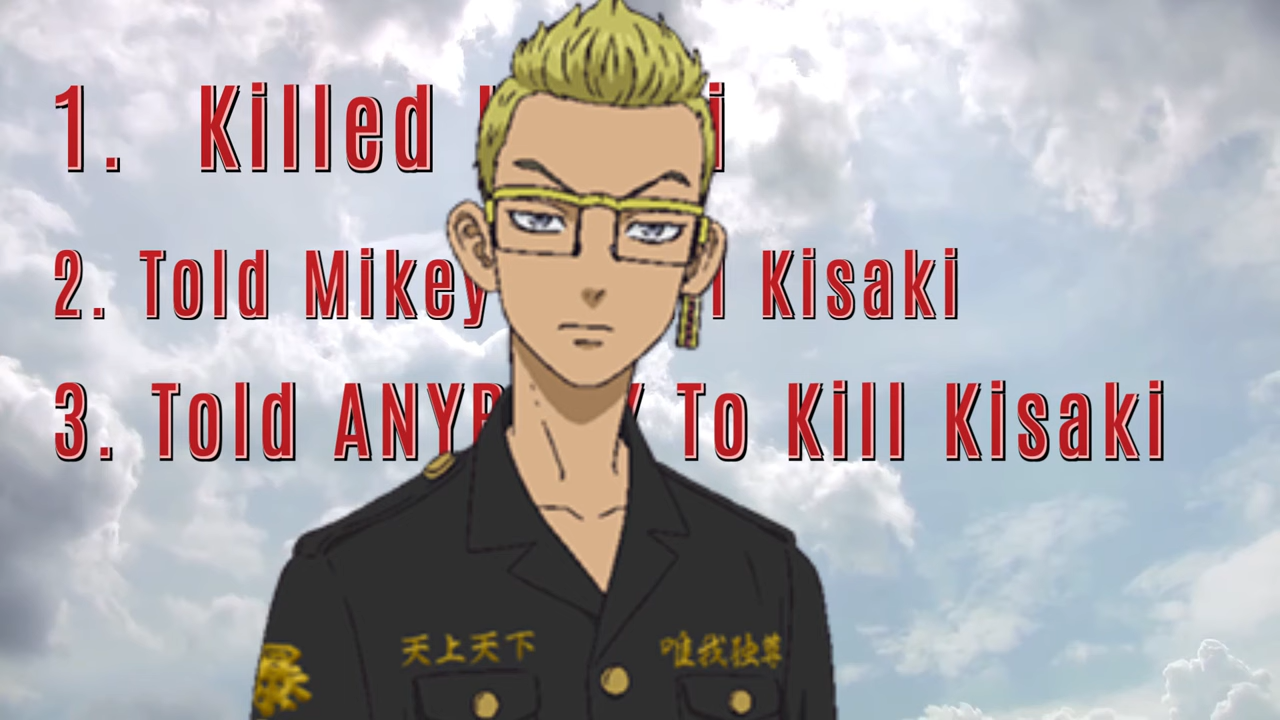 1. Killed
2. Told Mikey Kisaki
3. Told To Kill Kisaki
天上天下 唯我独尊